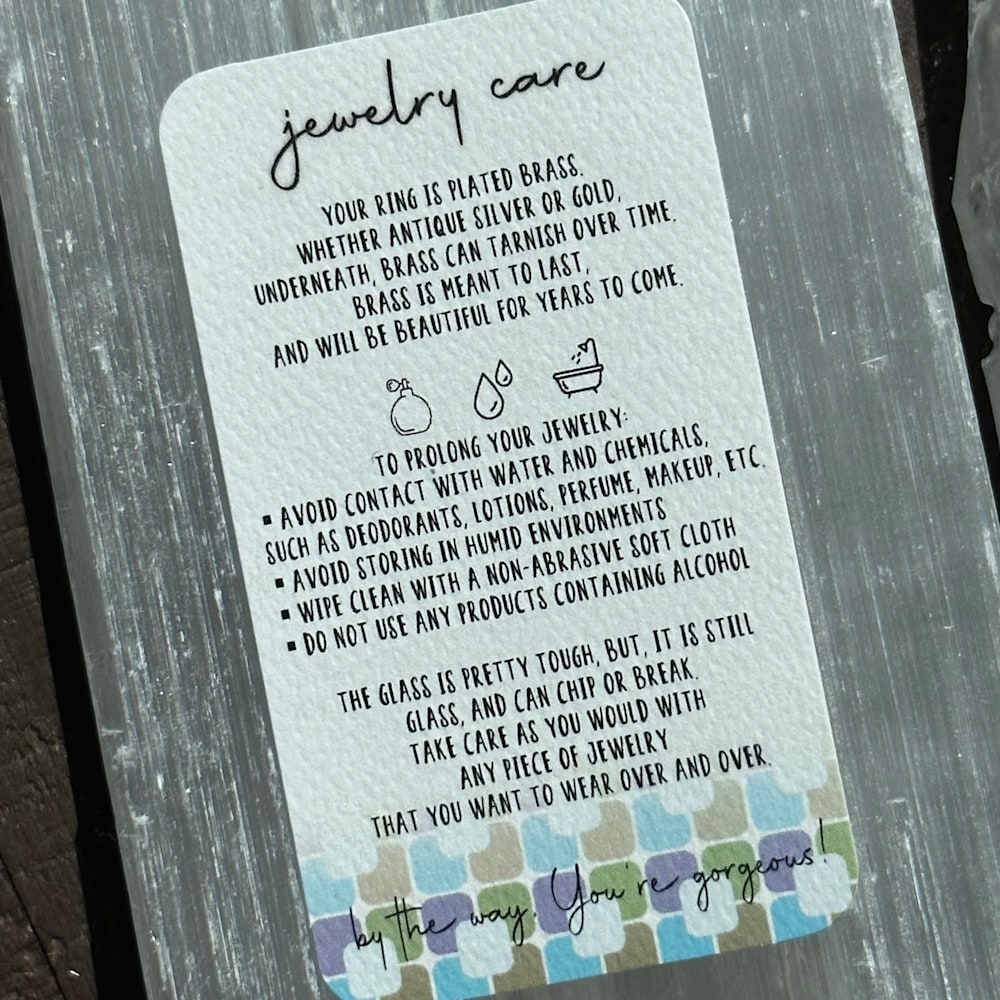 jewelry care
YOUR RING IS PLATED BRASS.
WHETHER ANTIQUE SILVER OR GOLD,
UNDERNEATH, BRASS CAN TARNISH OVER TIME.
BRASS IS MEANT TO LAST,
AND WILL BE BEAUTIFUL FOR YEARS TO COME.
TO PROLONG YOUR JEWELRY:
▪ AVOID CONTACT WITH WATER AND CHEMICALS,
SUCH AS DEODORANTS, LOTIONS, PERFUME, MAKEUP, ETC.
▪ AVOID STORING IN HUMID ENVIRONMENTS
▪ WIPE CLEAN WITH A NON-ABRASIVE SOFT CLOTH
▪ DO NOT USE ANY PRODUCTS CONTAINING ALCOHOL
THE GLASS IS PRETTY TOUGH, BUT, IT IS STILL
GLASS, AND CAN CHIP OR BREAK.
TAKE CARE AS YOU WOULD WITH
ANY PIECE OF JEWELRY
THAT YOU WANT TO WEAR OVER AND OVER.
by the way. You're gorgeous!